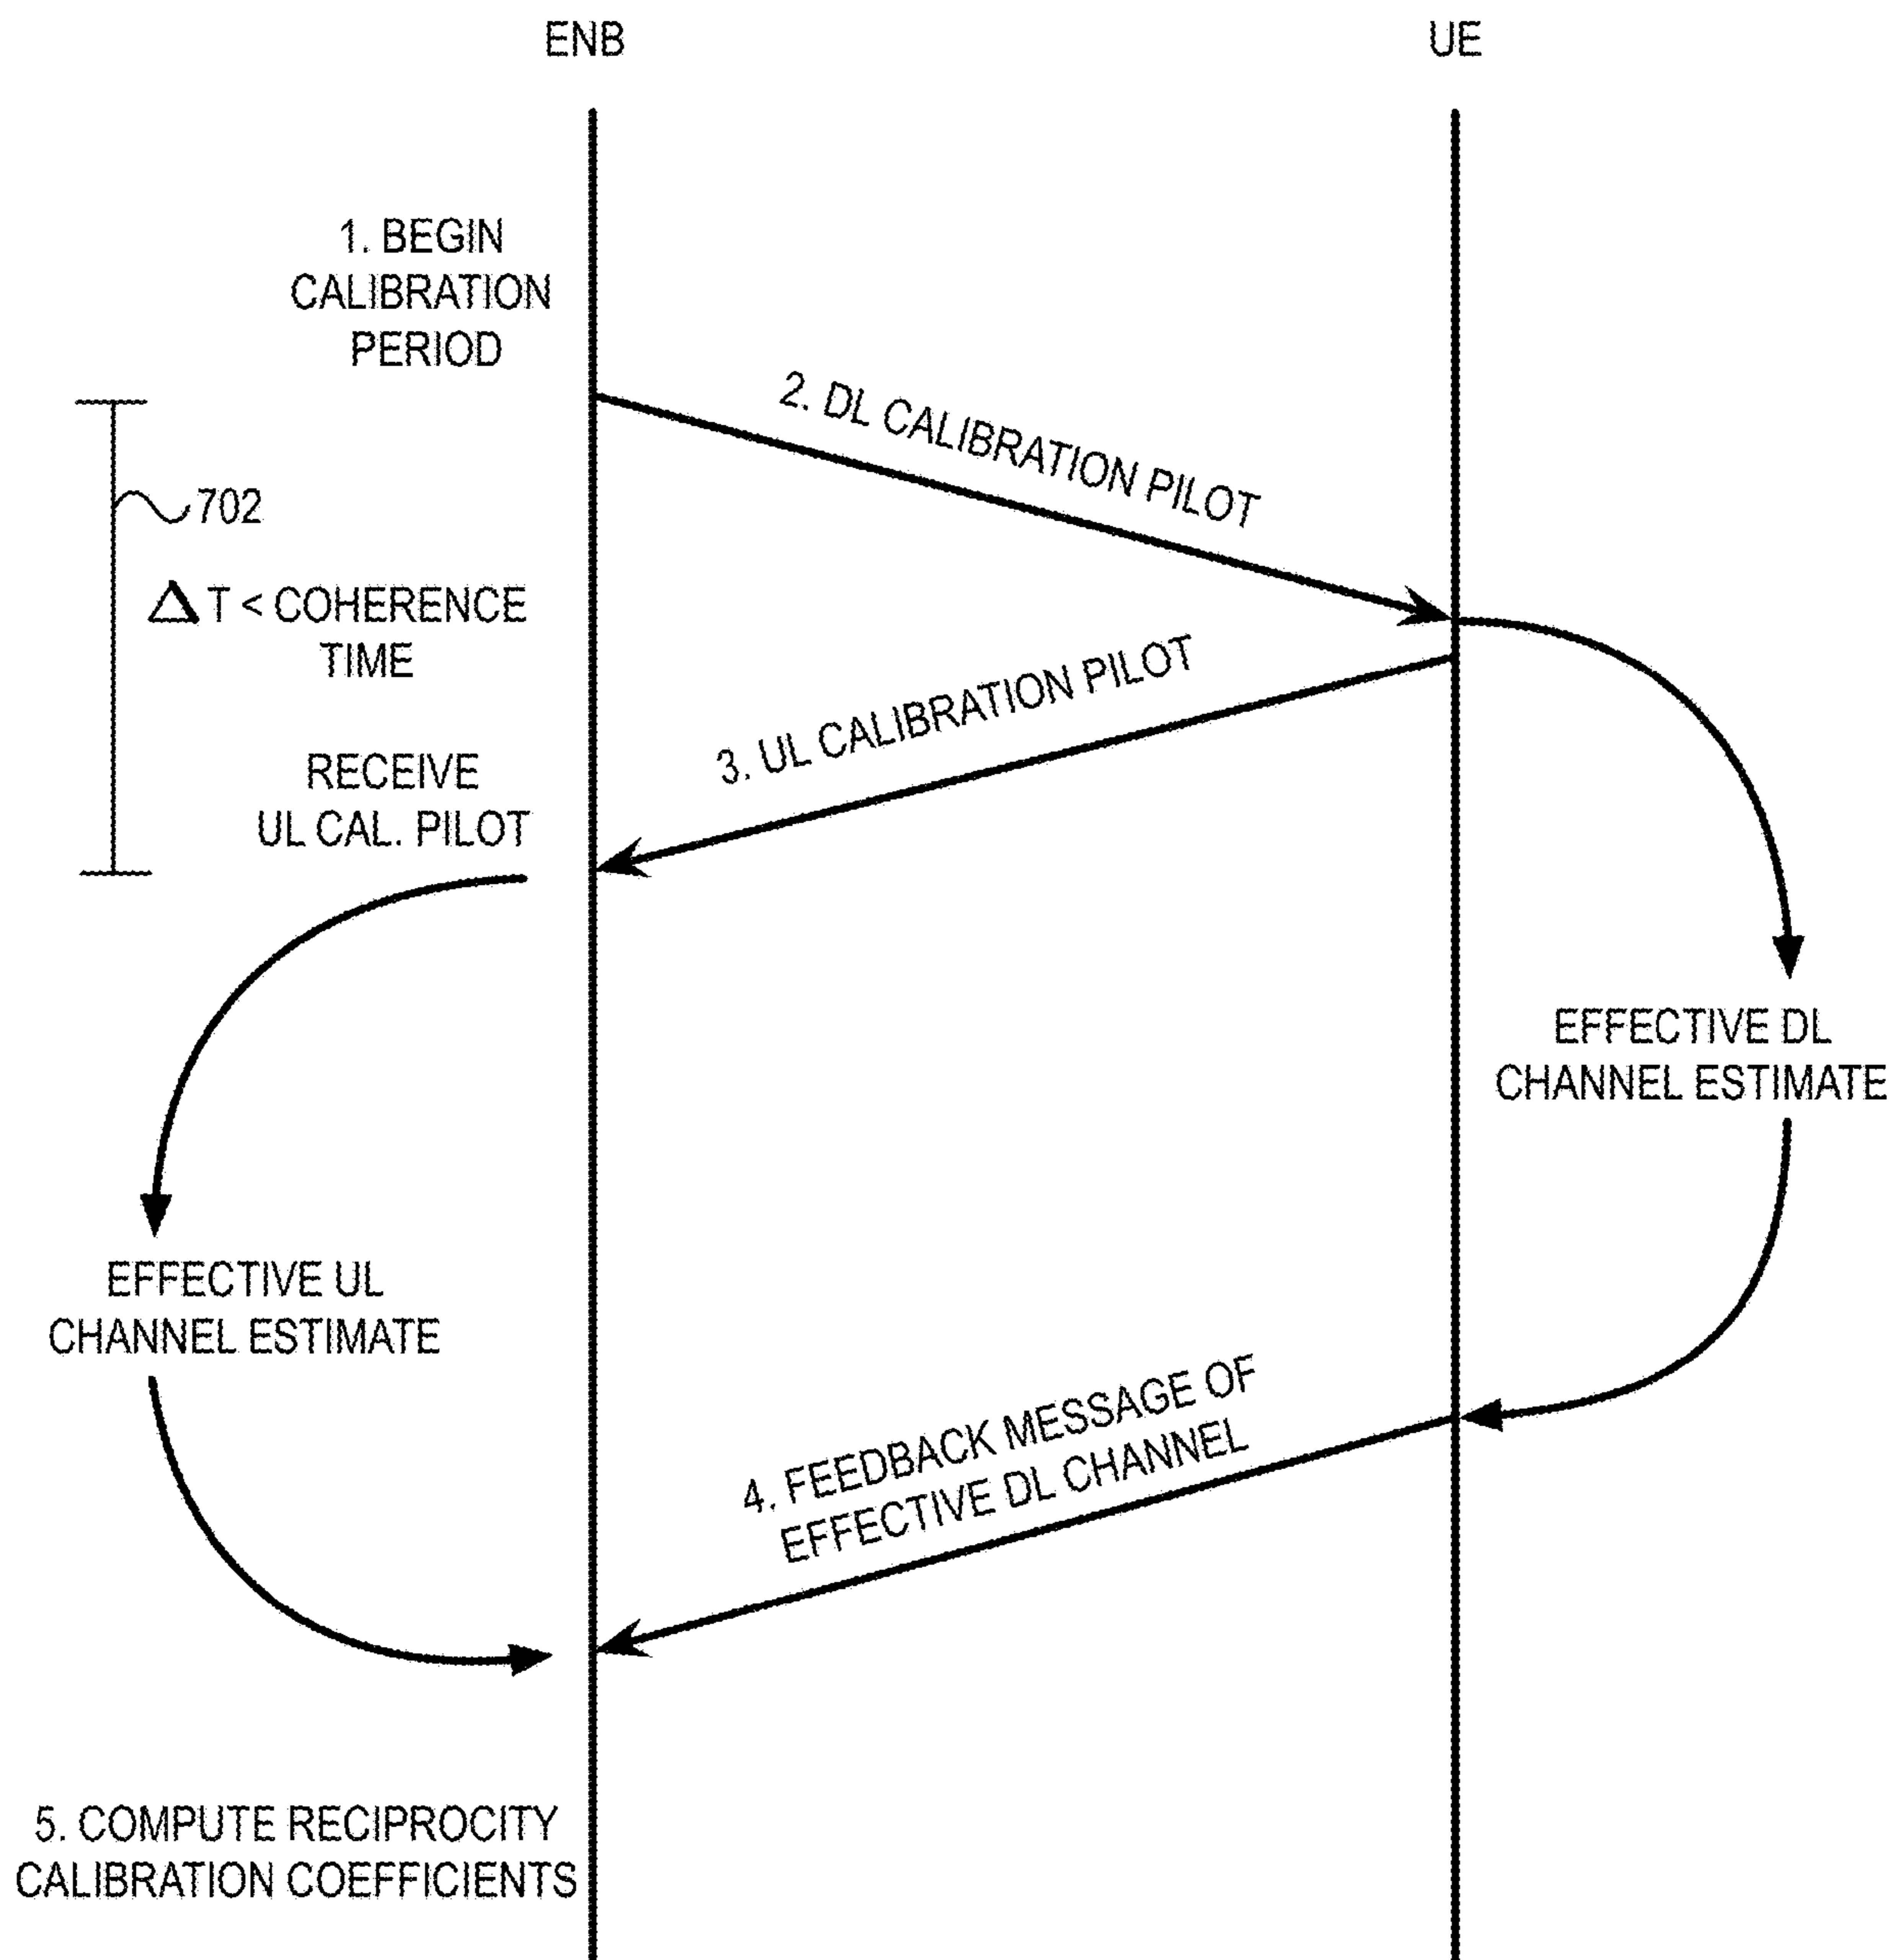 ENB
UE
1. BEGIN
CALIBRATION
PERIOD
2. DL CALIBRATION PILOT
702
△ T < COHERENCE
TIME
3. UL CALIBRATION PILOT
RECEIVE
UL CAL. PILOT
EFFECTIVE DL
CHANNEL ESTIMATE
EFFECTIVE UL
CHANNEL ESTIMATE
4. FEEDBACK MESSAGE OF
EFFECTIVE DL CHANNEL
5. COMPUTE RECIPROCITY
CALIBRATION COEFFICIENTS